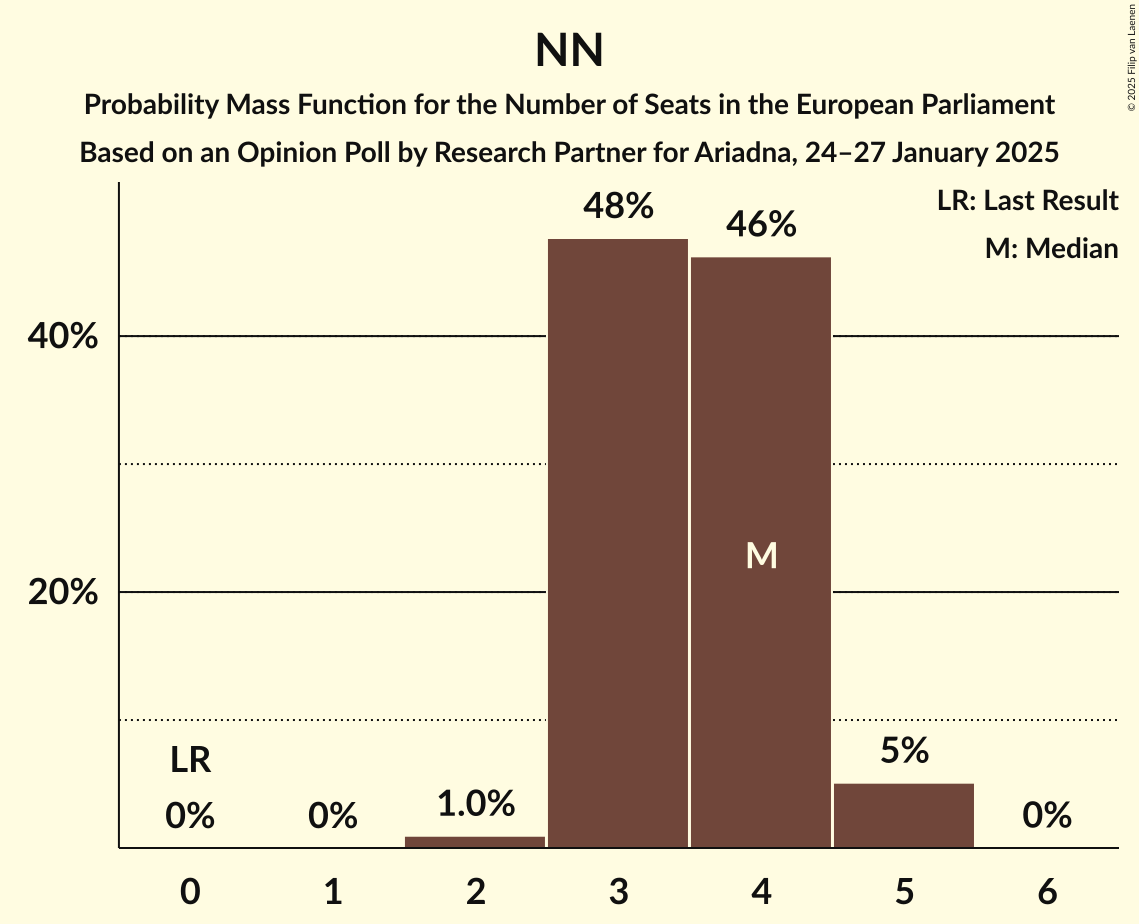 NN
Probability Mass Function for the Number of Seats in the European Parliament
Based on an Opinion Poll by Research Partner for Ariadna, 24–27 January 2025
© 2025 Filip van Laenen
LR: Last Result
M: Median
48%
46%
40%
M
20%
LR
5%
0%
0%
1.0%
0%
0
1
2
3
4
5
6